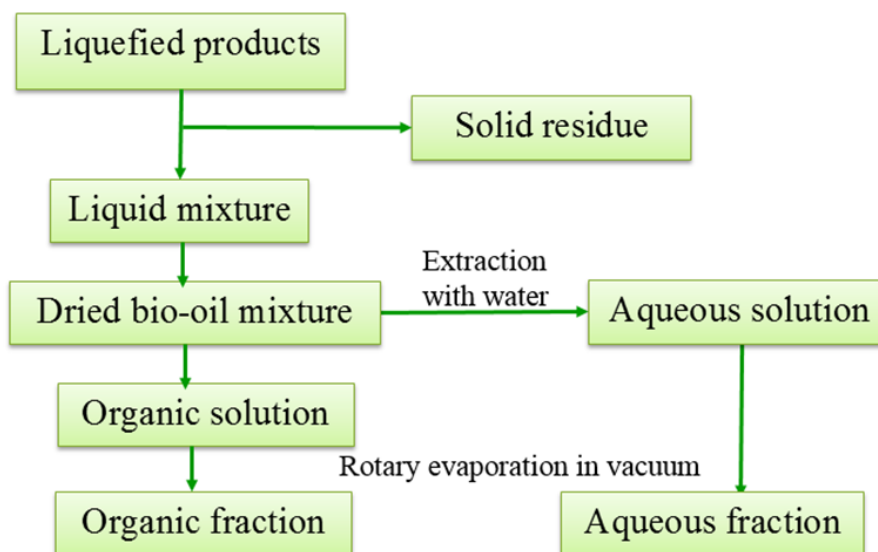 Liquefied products
Solid residue
Liquid mixture
Extraction
with water
Dried bio-oil mixture
Aqueous solution
Organic solution
Rotary evaporation in vacuum
Organic fraction
Aqueous fraction